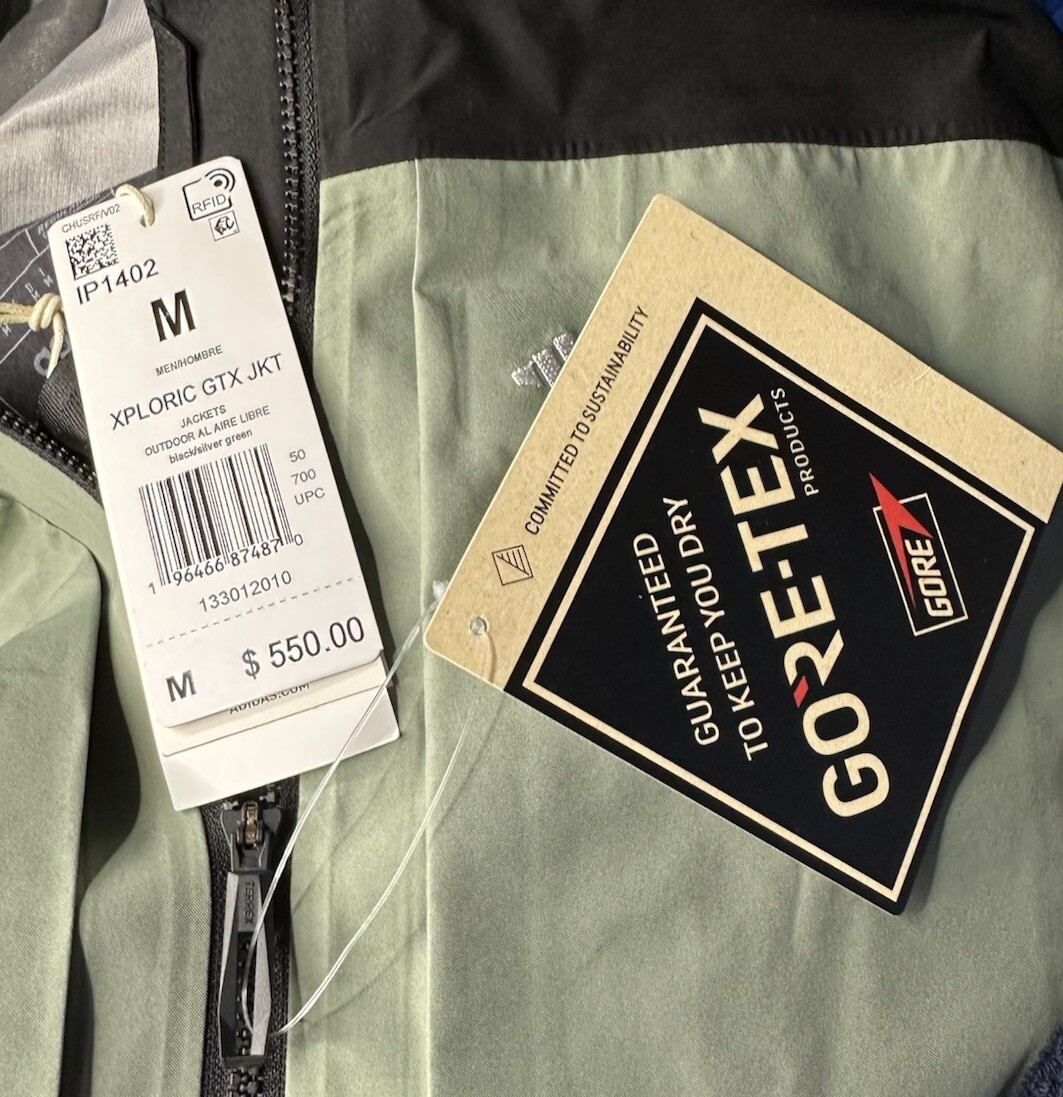 CHUSRF/V02
RFID
IP1402
M
MEN/HOMBRE
XPLORIC GTX JKT
JACKETS
OUTDOOR AL AIRE LIBRE
black/silver green
50
700
UPC
1 96466 87487 0
133012010
M $ 550.00
ADIDAS.COM
TERREX
COMMITTED TO SUSTAINABILITY
GUARANTEED
TO KEEP YOU DRY
GORE-TEX
PRODUCTS
GORE